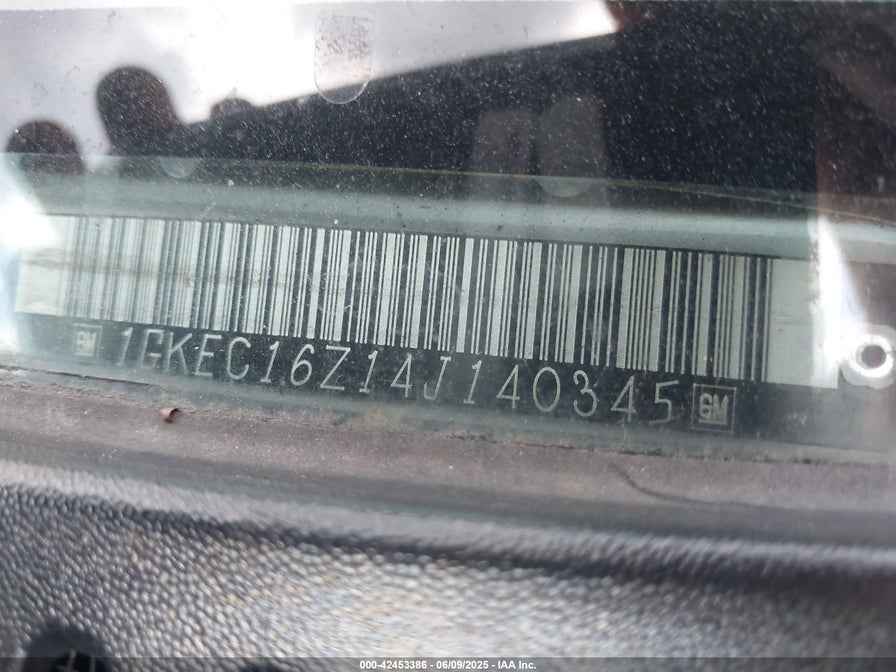 GM 1GKEC16Z14J140345 GM
000-42453386 - 06/09/2025 - IAA Inc.